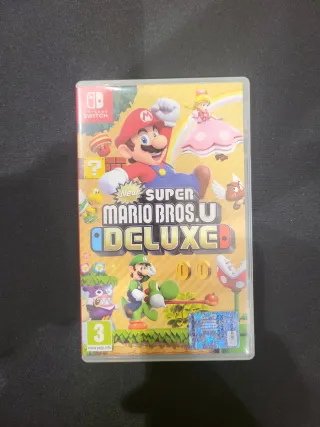 NINTENDO
SWITCH
New
SUPER
MARIO BROS. U
DELUXE
3